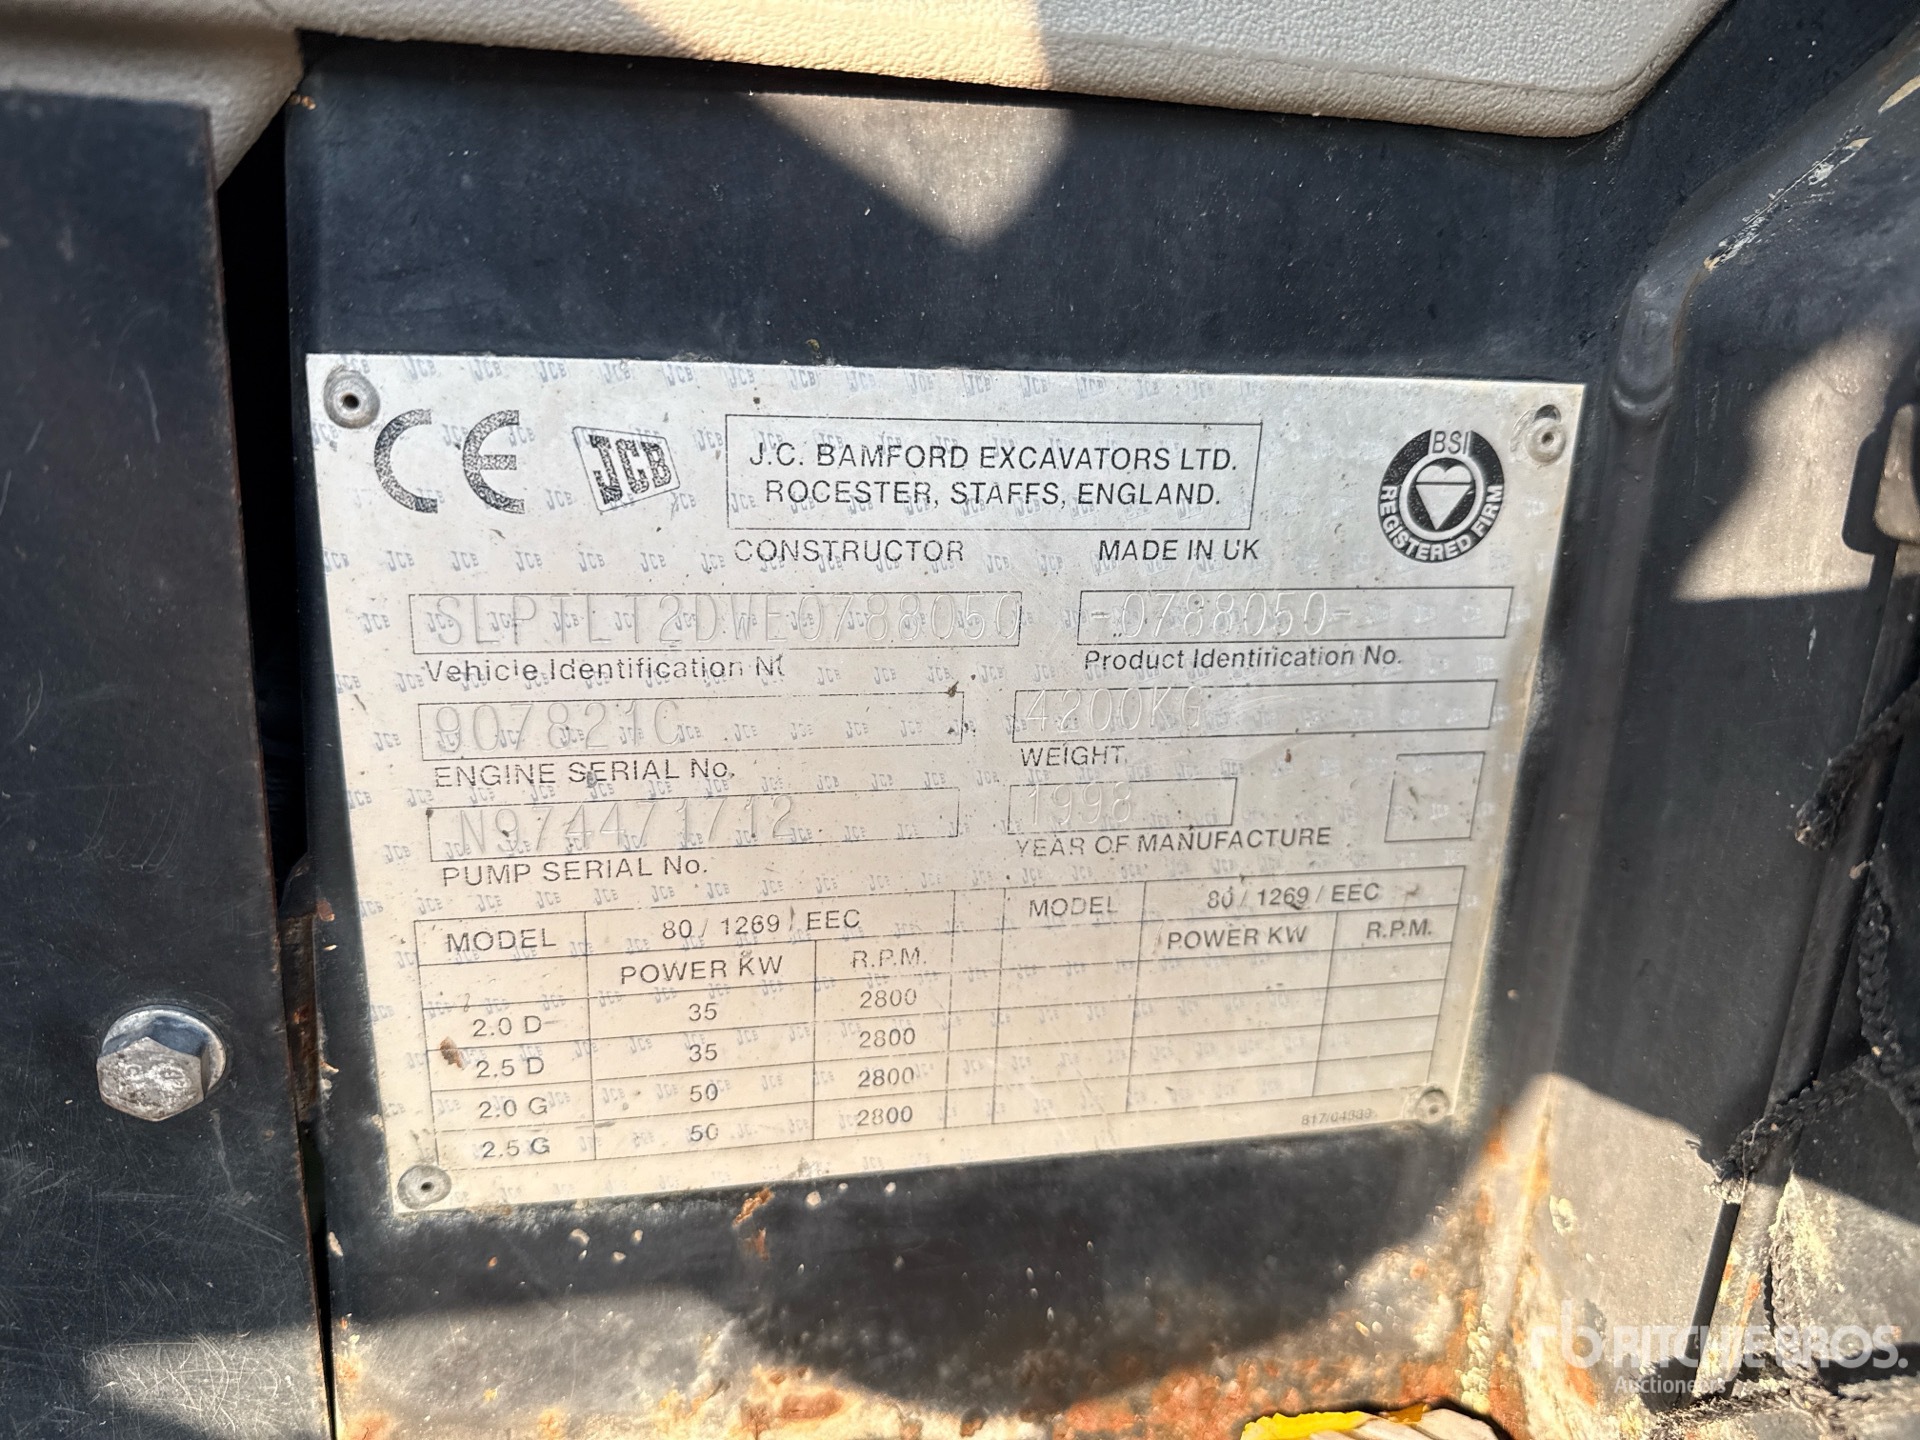 CE JCB
J.C. BAMFORD EXCAVATORS LTD.
ROCESTER, STAFFS, ENGLAND.
BSI
REGISTERED FIRM
CONSTRUCTOR MADE IN UK
SLPTLT2DWE0788050 -0788050-
Vehicle Identification Product Identification No.
907821C 4200KG
ENGINE SERIAL No. WEIGHT
N974471712 1998
PUMP SERIAL No. YEAR OF MANUFACTURE
MODEL 80 / 1269 / EEC MODEL 80 / 1269 / EEC
POWER KW R.P.M. POWER KW R.P.M.
2.0 D 35 2800
2.5 D 35 2800
2.0 G 50 2800
2.5 G 50 2800
rb RITCHIE BROS.
Auctioneers